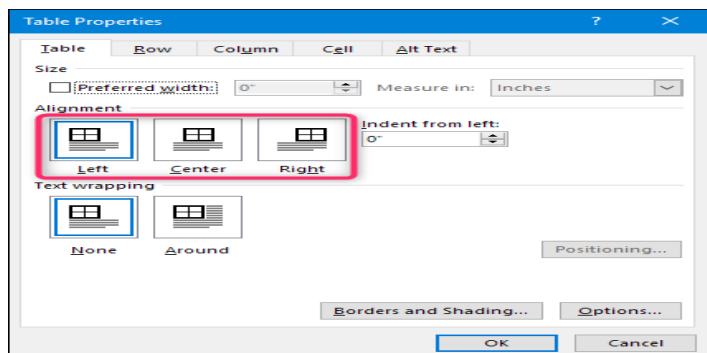 Table Properties ? ×
Table Row Column Cell Alt Text
Size
Preferred width: 0" Measure in: Inches
Alignment
Indent from left:
0"
Left Center Right
Text wrapping
None Around Positioning...
Borders and Shading... Options...
OK Cancel